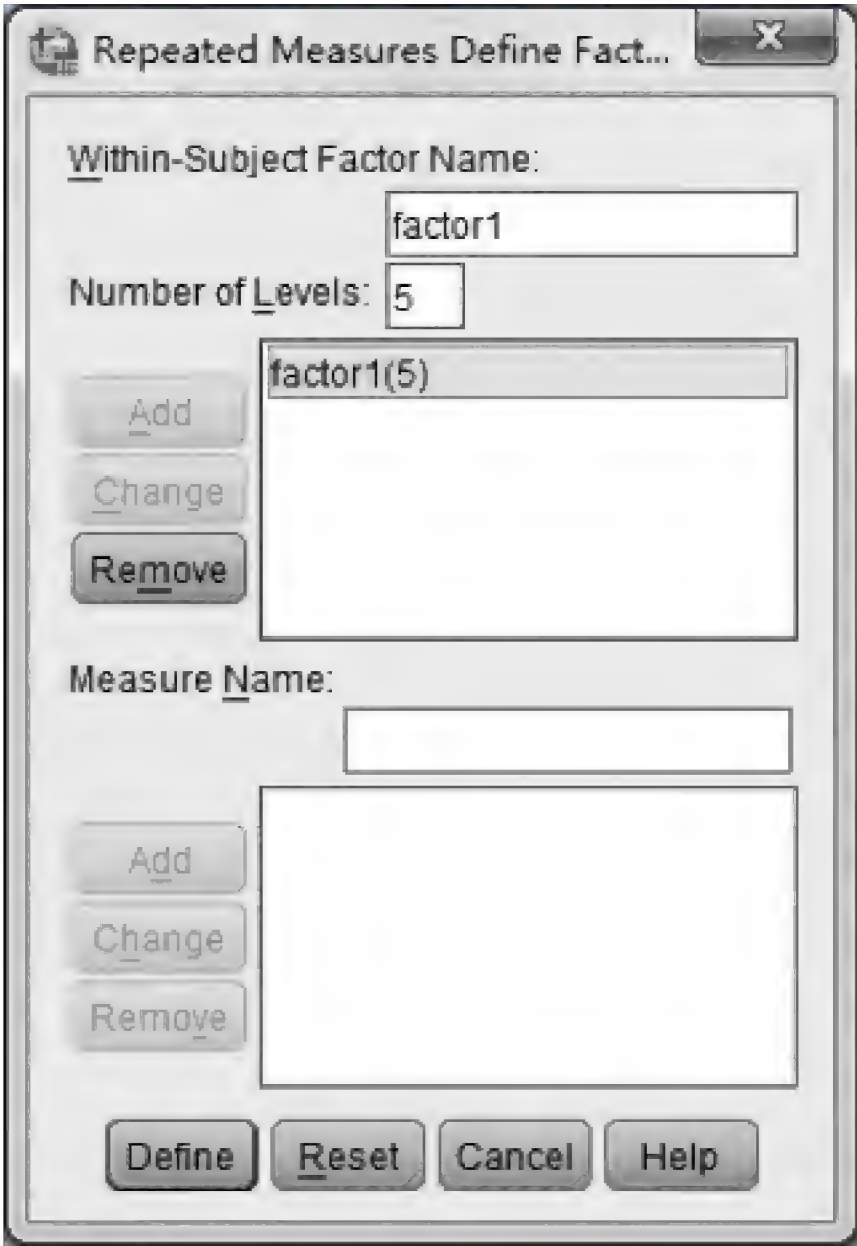 Repeated Measures Define Fact...
Within-Subject Factor Name:
factor1
Number of Levels: 5
factor1(5)
Add
Change
Remove
Measure Name:
Add
Change
Remove
Define Reset Cancel Help